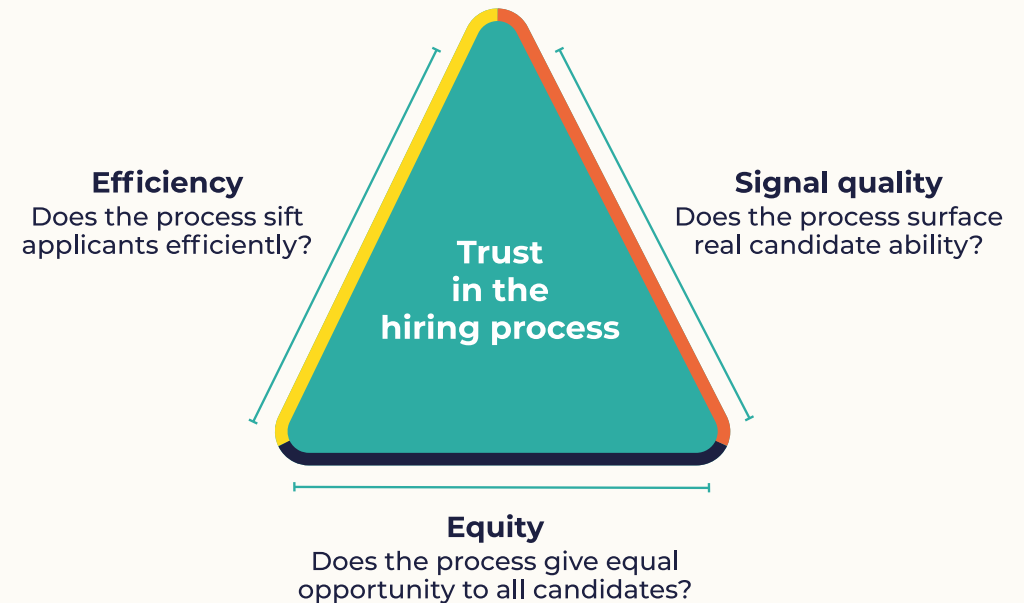 Efficiency
Does the process sift
applicants efficiently?
Signal quality
Does the process surface
real candidate ability?
Trust
in the
hiring process
Equity
Does the process give equal
opportunity to all candidates?